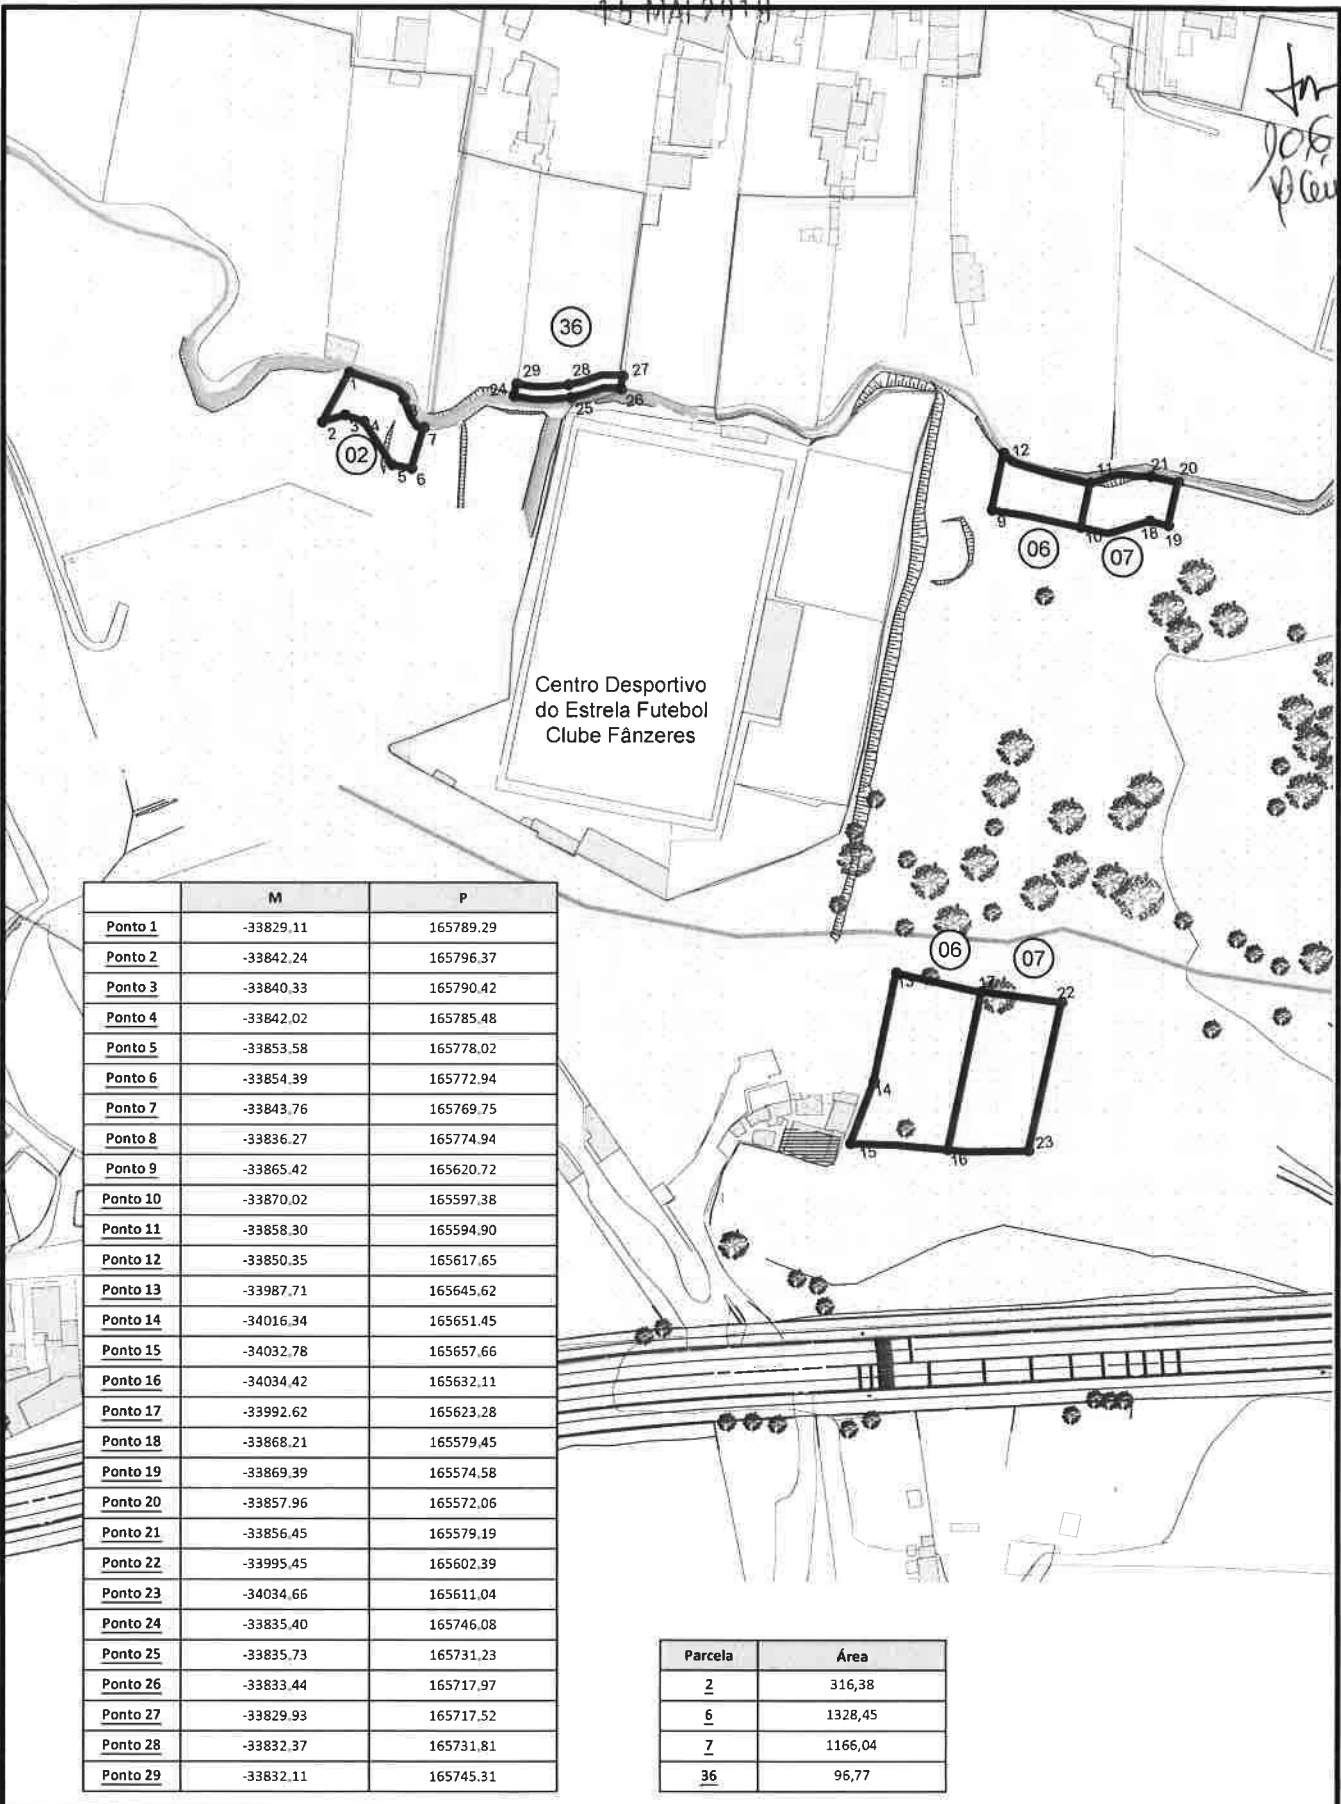 15 MAI 2018
36
29 28 27
24 25 26
1
8
2 3 4 7
02
5 6
12
11 21 20
9
10 18 19
06
07
Centro Desportivo
do Estrela Futebol
Clube Fânzeres
06
07
13 17 22
14
15 16 23
M P
Ponto 1 -33829,11 165789.29
Ponto 2 -33842,24 165796,37
Ponto 3 -33840,33 165790,42
Ponto 4 -33842,02 165785,48
Ponto 5 -33853,58 165778,02
Ponto 6 -33854,39 165772,94
Ponto 7 -33843,76 165769,75
Ponto 8 -33836,27 165774,94
Ponto 9 -33865,42 165620,72
Ponto 10 -33870,02 165597,38
Ponto 11 -33858,30 165594,90
Ponto 12 -33850,35 165617,65
Ponto 13 -33987,71 165645,62
Ponto 14 -34016,34 165651.45
Ponto 15 -34032,78 165657,66
Ponto 16 -34034,42 165632,11
Ponto 17 -33992.62 165623,28
Ponto 18 -33868,21 165579,45
Ponto 19 -33869,39 165574,58
Ponto 20 -33857.96 165572,06
Ponto 21 -33856,45 165579,19
Ponto 22 -33995,45 165602,39
Ponto 23 -34034,66 165611,04
Ponto 24 -33835,40 165746,08
Ponto 25 -33835,73 165731,23
Ponto 26 -33833,44 165717,97
Ponto 27 -33829,93 165717,52
Ponto 28 -33832,37 165731,81
Ponto 29 -33832,11 165745.31
Parcela Área
2 316,38
6 1328,45
7 1166,04
36 96,77